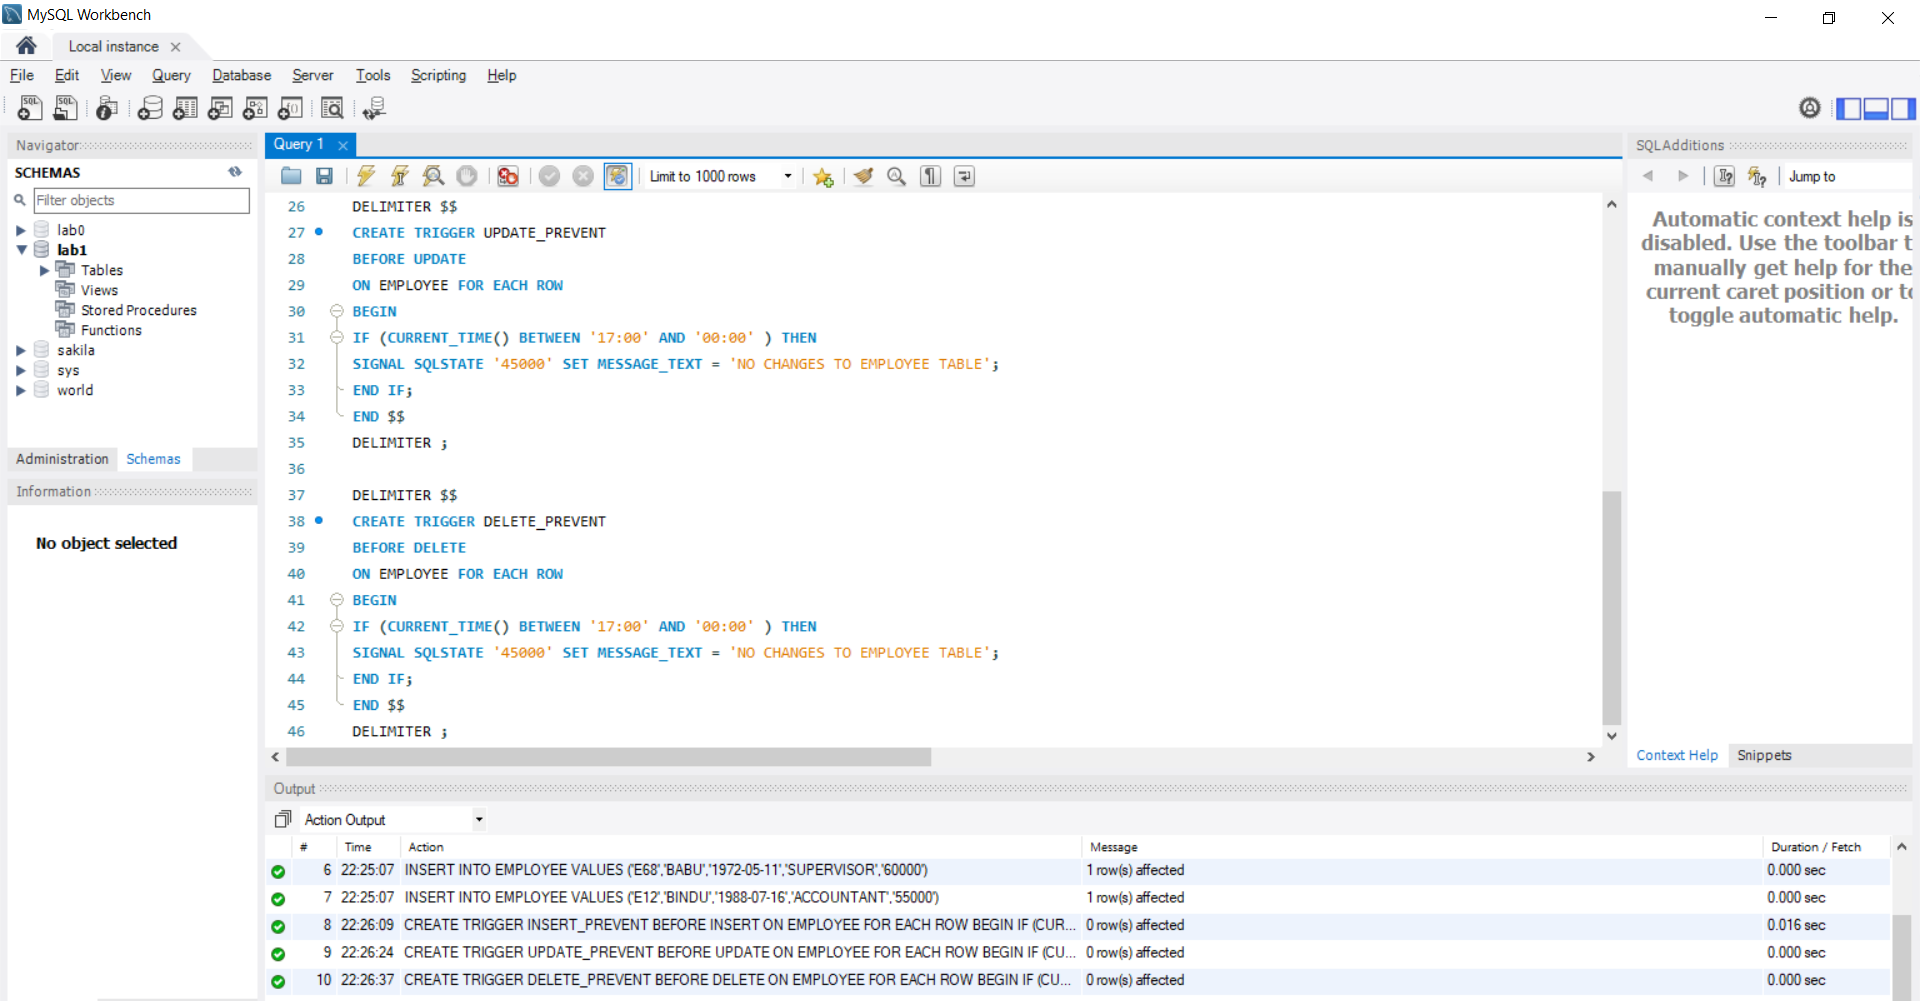 MySQL Workbench
Local instance
File Edit View Query Database Server Tools Scripting Help
Navigator
SCHEMAS
Filter objects
lab0
lab1
Tables
Views
Stored Procedures
Functions
sakila
sys
world
Administration Schemas
Information
No object selected
Query 1
Limit to 1000 rows
26 DELIMITER $$
27 CREATE TRIGGER UPDATE_PREVENT
28 BEFORE UPDATE
29 ON EMPLOYEE FOR EACH ROW
30 BEGIN
31 IF (CURRENT_TIME() BETWEEN '17:00' AND '00:00' ) THEN
32 SIGNAL SQLSTATE '45000' SET MESSAGE_TEXT = 'NO CHANGES TO EMPLOYEE TABLE';
33 END IF;
34 END $$
35 DELIMITER ;
36
37 DELIMITER $$
38 CREATE TRIGGER DELETE_PREVENT
39 BEFORE DELETE
40 ON EMPLOYEE FOR EACH ROW
41 BEGIN
42 IF (CURRENT_TIME() BETWEEN '17:00' AND '00:00' ) THEN
43 SIGNAL SQLSTATE '45000' SET MESSAGE_TEXT = 'NO CHANGES TO EMPLOYEE TABLE';
44 END IF;
45 END $$
46 DELIMITER ;
SQLAdditions
Jump to
Automatic context help is
disabled. Use the toolbar t
manually get help for the
current caret position or to
toggle automatic help.
Context Help Snippets
Output
Action Output
# Time Action Message Duration / Fetch
6 22:25:07 INSERT INTO EMPLOYEE VALUES ('E68','BABU','1972-05-11','SUPERVISOR','60000') 1 row(s) affected 0.000 sec
7 22:25:07 INSERT INTO EMPLOYEE VALUES ('E12','BINDU','1988-07-16','ACCOUNTANT','55000') 1 row(s) affected 0.000 sec
8 22:26:09 CREATE TRIGGER INSERT_PREVENT BEFORE INSERT ON EMPLOYEE FOR EACH ROW BEGIN IF (CUR... 0 row(s) affected 0.016 sec
9 22:26:24 CREATE TRIGGER UPDATE_PREVENT BEFORE UPDATE ON EMPLOYEE FOR EACH ROW BEGIN IF (CU... 0 row(s) affected 0.000 sec
10 22:26:37 CREATE TRIGGER DELETE_PREVENT BEFORE DELETE ON EMPLOYEE FOR EACH ROW BEGIN IF (CU... 0 row(s) affected 0.000 sec